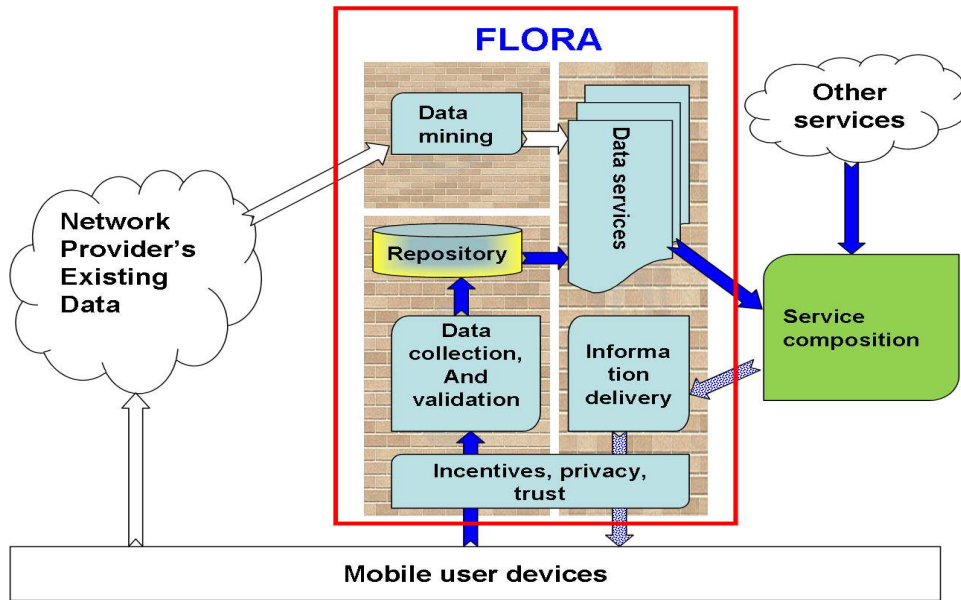 FLORA
Data
mining
Data services
Other
services
Network
Provider's
Existing
Data
Repository
Data
collection,
And
validation
Informa
tion
delivery
Service
composition
Incentives, privacy,
trust
Mobile user devices